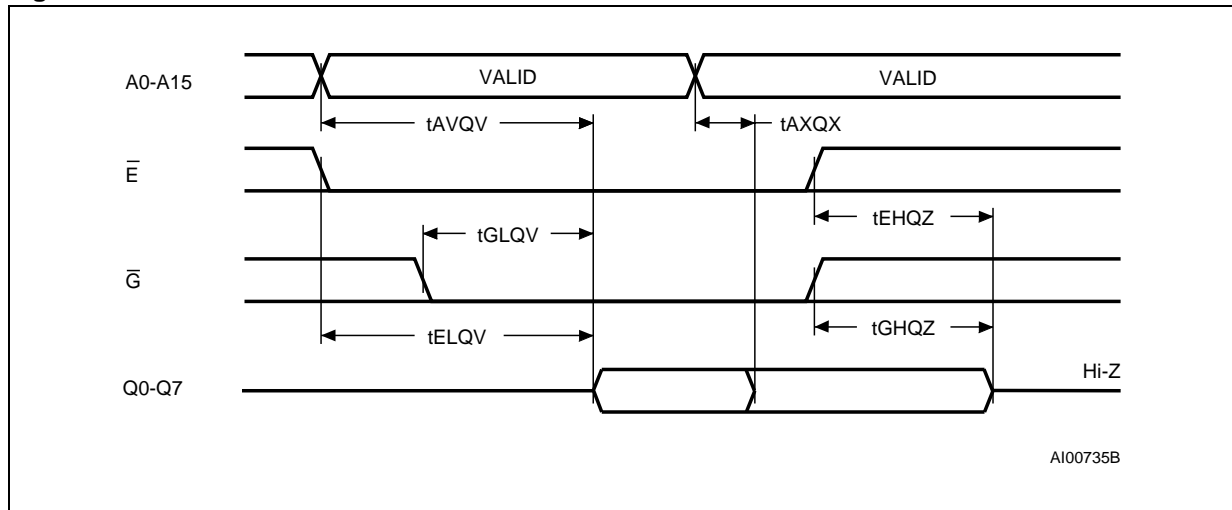 A0-A15
VALID
VALID
tAVQV
tAXQX
E̅
tEHQZ
tGLQV
G̅
tGHQZ
tELQV
Q0-Q7
Hi-Z
AI00735B